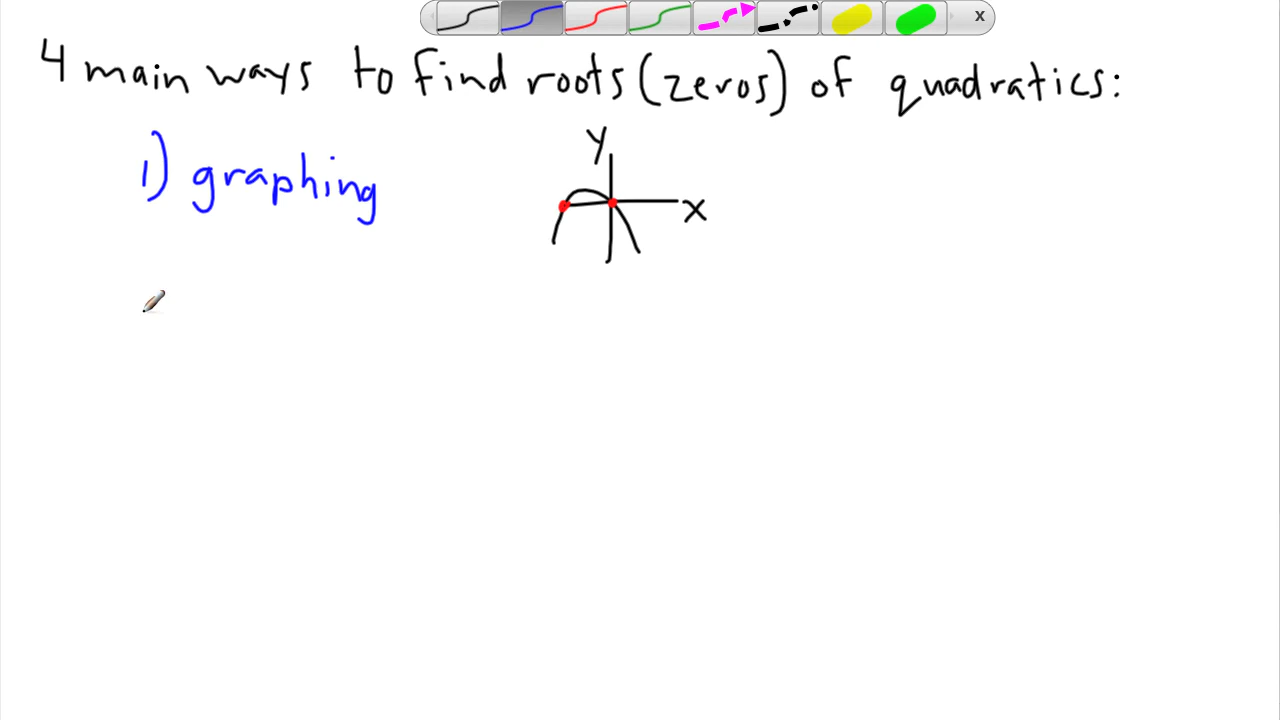 4 main ways to find roots (zeros) of quadratics:
1) graphing
y
x
x